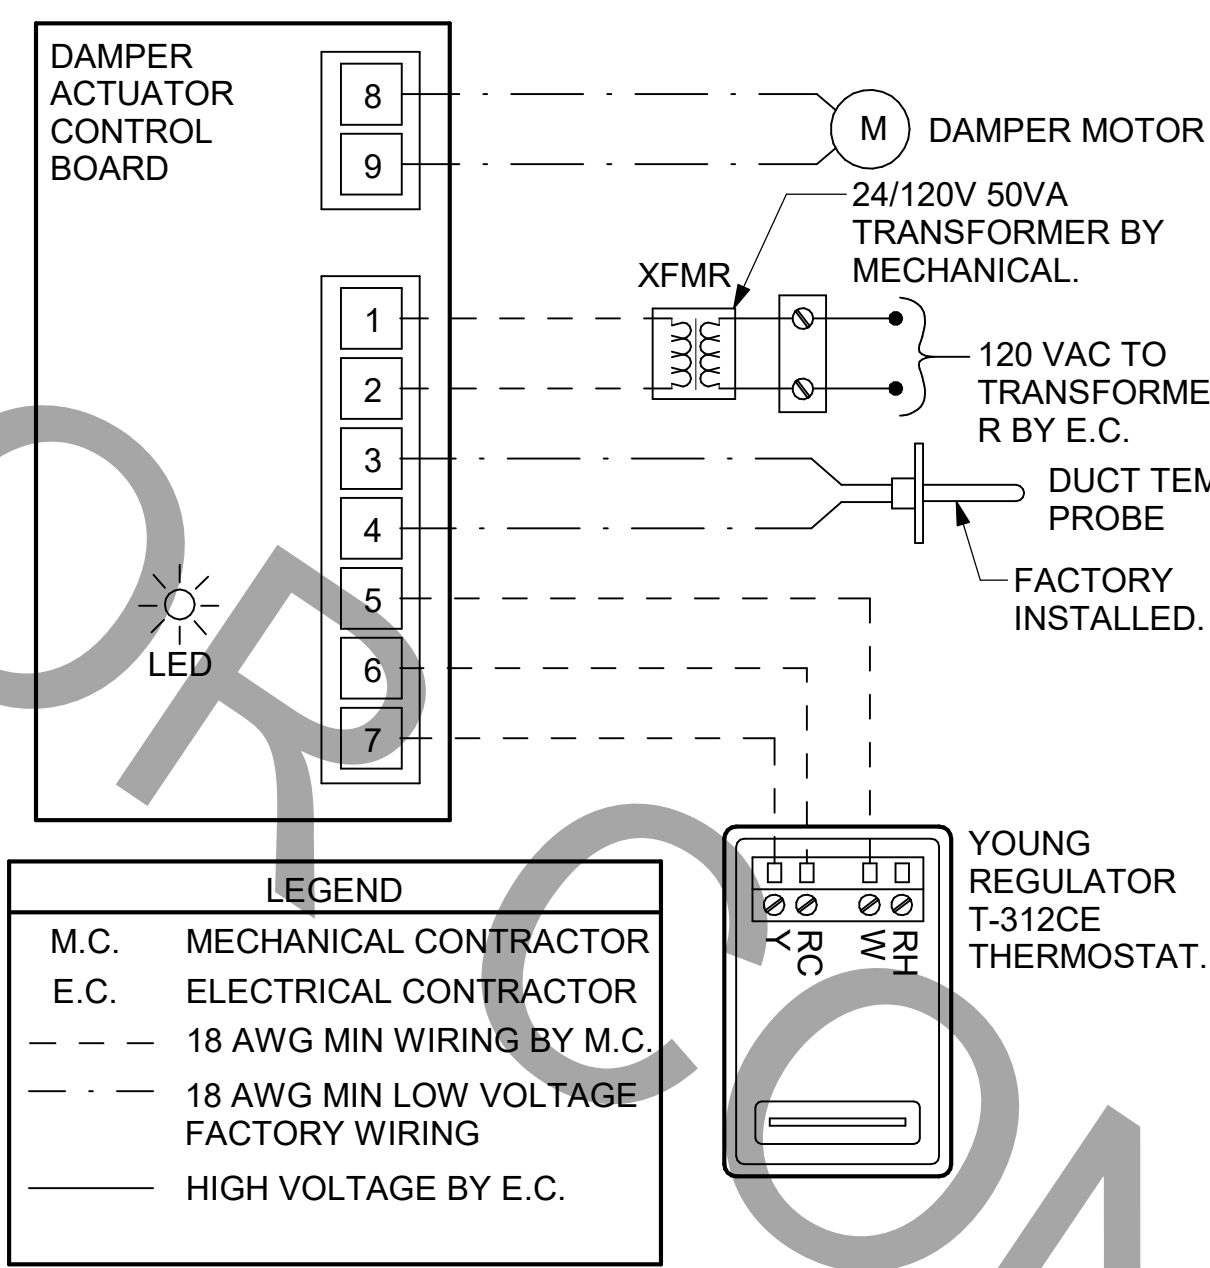 DAMPER
ACTUATOR
CONTROL
BOARD
8
9
M
DAMPER MOTOR
24/120V 50VA
TRANSFORMER BY
MECHANICAL.
XFMR
1
2
3
4
5
6
7
120 VAC TO
TRANSFORME
R BY E.C.
DUCT TEM
PROBE
FACTORY
INSTALLED.
LED
YOUNG
REGULATOR
T-312CE
THERMOSTAT.
Y
RC
W
RH
LEGEND
M.C. MECHANICAL CONTRACTOR
E.C. ELECTRICAL CONTRACTOR
18 AWG MIN WIRING BY M.C.
18 AWG MIN LOW VOLTAGE
FACTORY WIRING
HIGH VOLTAGE BY E.C.
OR CON